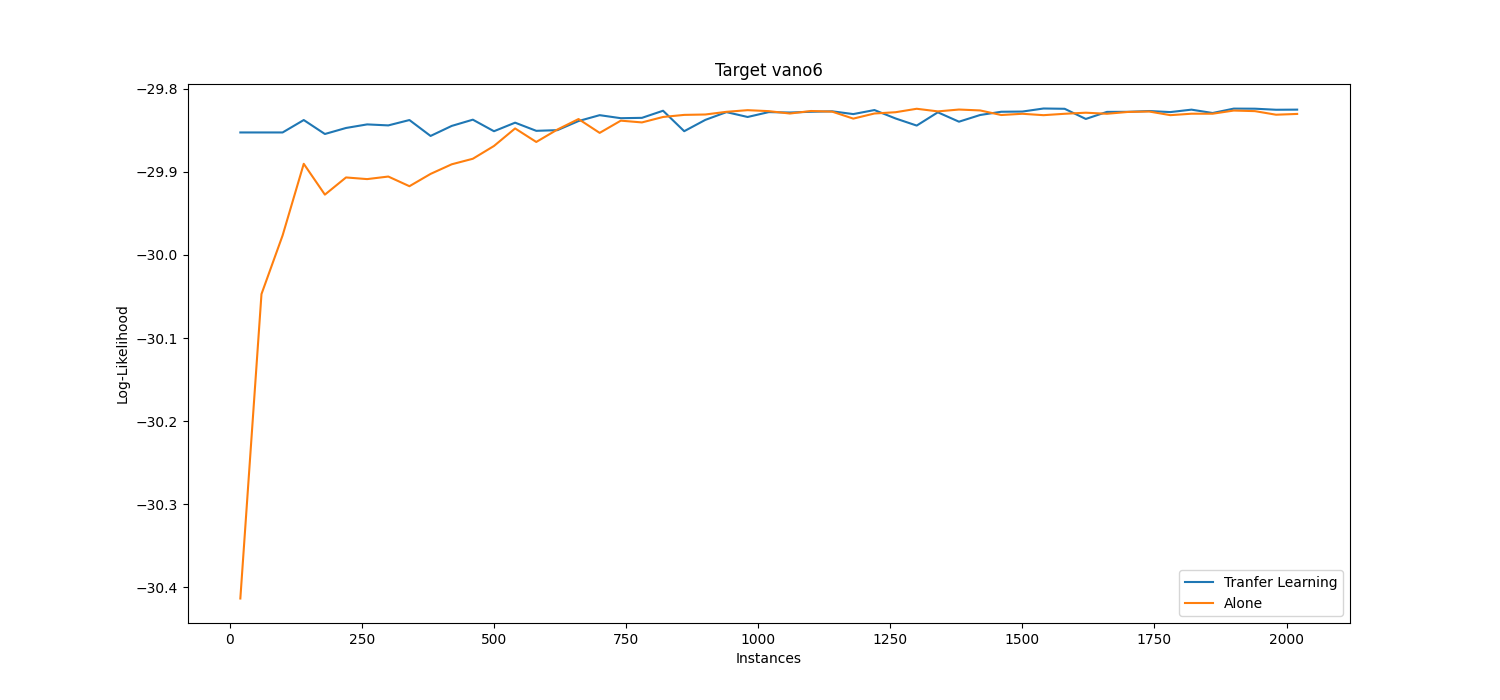 Target vano6
−29.8
−29.9
−30.0
−30.1
−30.2
−30.3
−30.4
Log-Likelihood
0 250 500 750 1000 1250 1500 1750 2000
Instances
Tranfer Learning
Alone